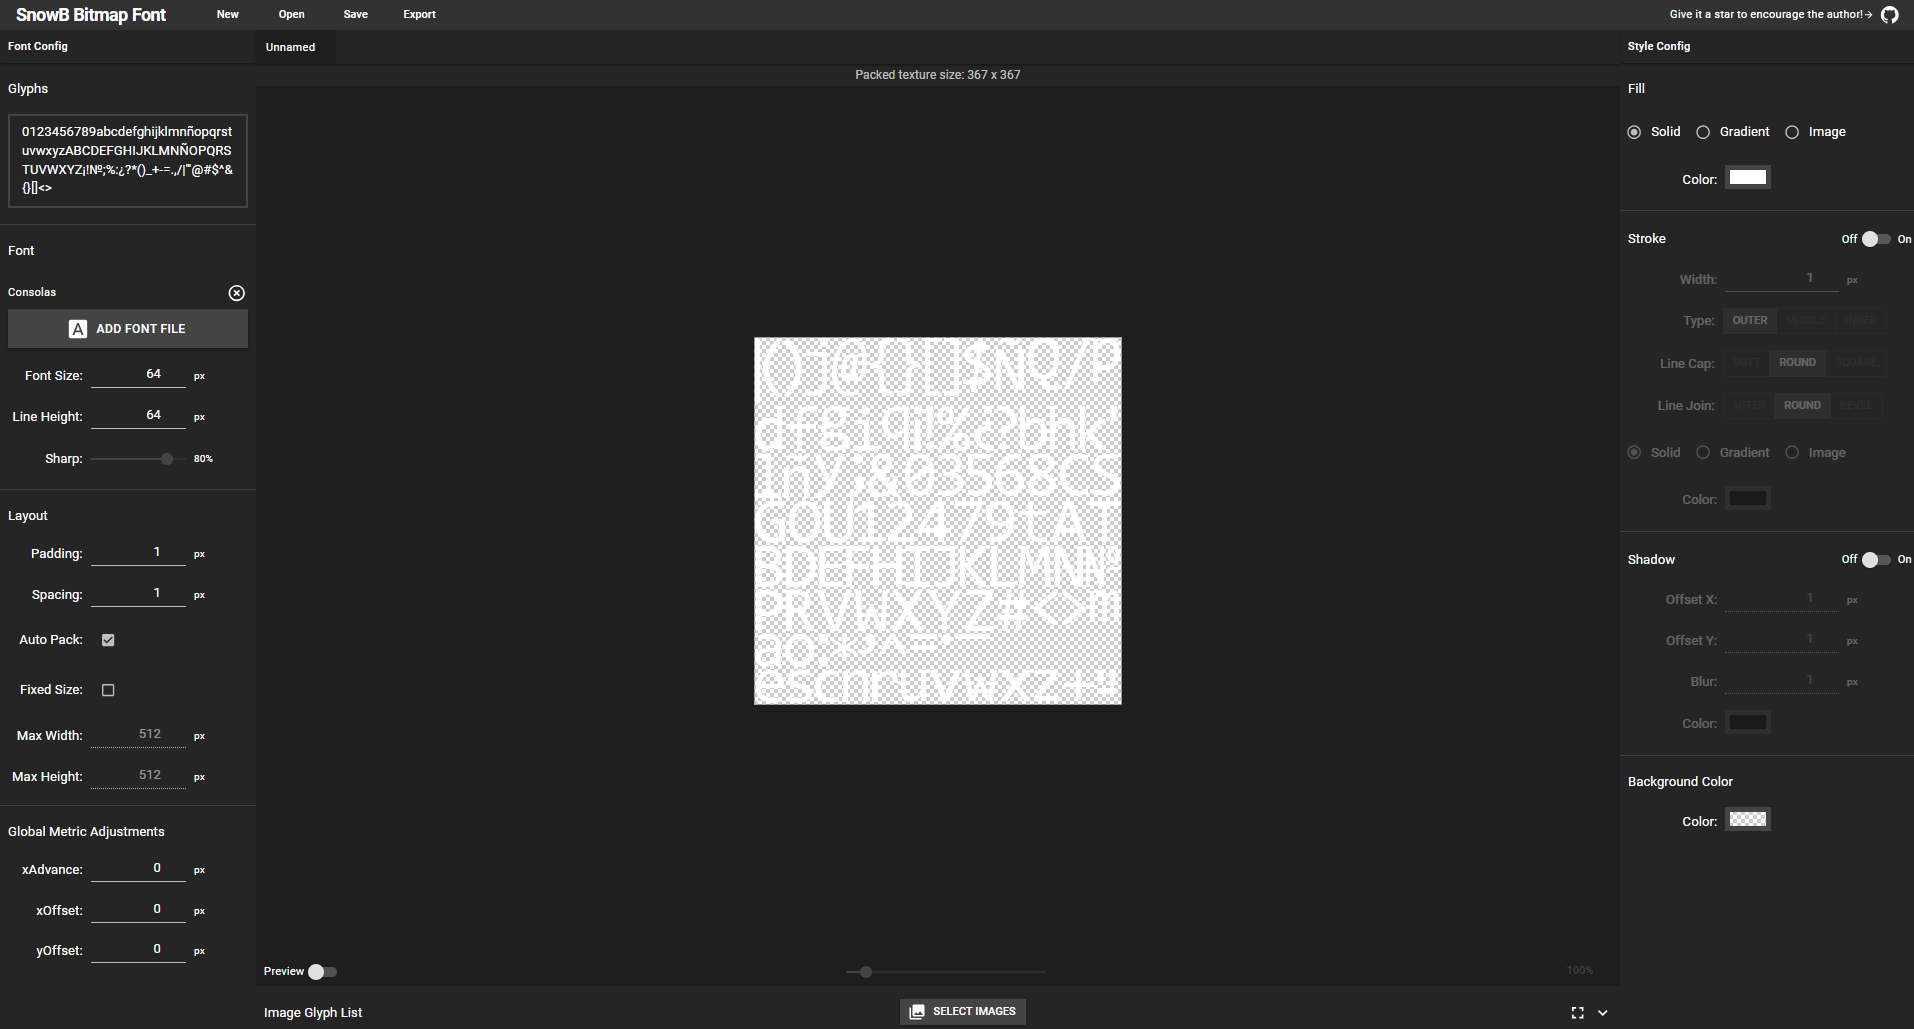 SnowB Bitmap Font
New
Open
Save
Export
Give it a star to encourage the author!→
Font Config
Unnamed
Style Config
Packed texture size: 367 x 367
Glyphs
0123456789abcdefghijklmnñopqrst
uvwxyzABCDEFGHIJKLMNÑOPQRS
TUVWXYZ¡!№;%:¿?*()_+-=.,/|'"@#$^&
{}[]<>
Font
Consolas
ADD FONT FILE
Font Size: 64 px
Line Height: 64 px
Sharp: 80%
Layout
Padding: 1 px
Spacing: 1 px
Auto Pack:
Fixed Size:
Max Width: 512 px
Max Height: 512 px
Global Metric Adjustments
xAdvance: 0 px
xOffset: 0 px
yOffset: 0 px
|()J@{}[]$NQ/P
Preview
100%
Image Glyph List
SELECT IMAGES
Fill
Solid
Gradient
Image
Color:
Stroke
Off
On
Width: 1 px
Type: OUTER MIDDLE INNER
Line Cap: BUTT ROUND SQUARE
Line Join: MITER ROUND BEVEL
Solid
Gradient
Image
Color:
Shadow
Off
On
Offset X: 1 px
Offset Y: 1 px
Blur: 1 px
Color:
Background Color
Color: